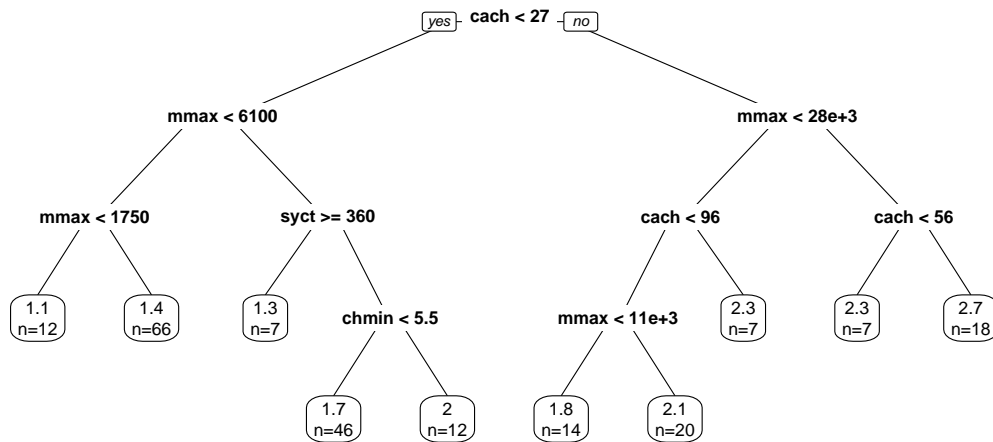 yes cach < 27 no
mmax < 6100 mmax < 28e+3
mmax < 1750 syct >= 360 cach < 96 cach < 56
1.1 1.4 1.3 2.3 2.3 2.7
n=12 n=66 n=7 n=7 n=7 n=18
chmin < 5.5 mmax < 11e+3
1.7 2 1.8 2.1
n=46 n=12 n=14 n=20